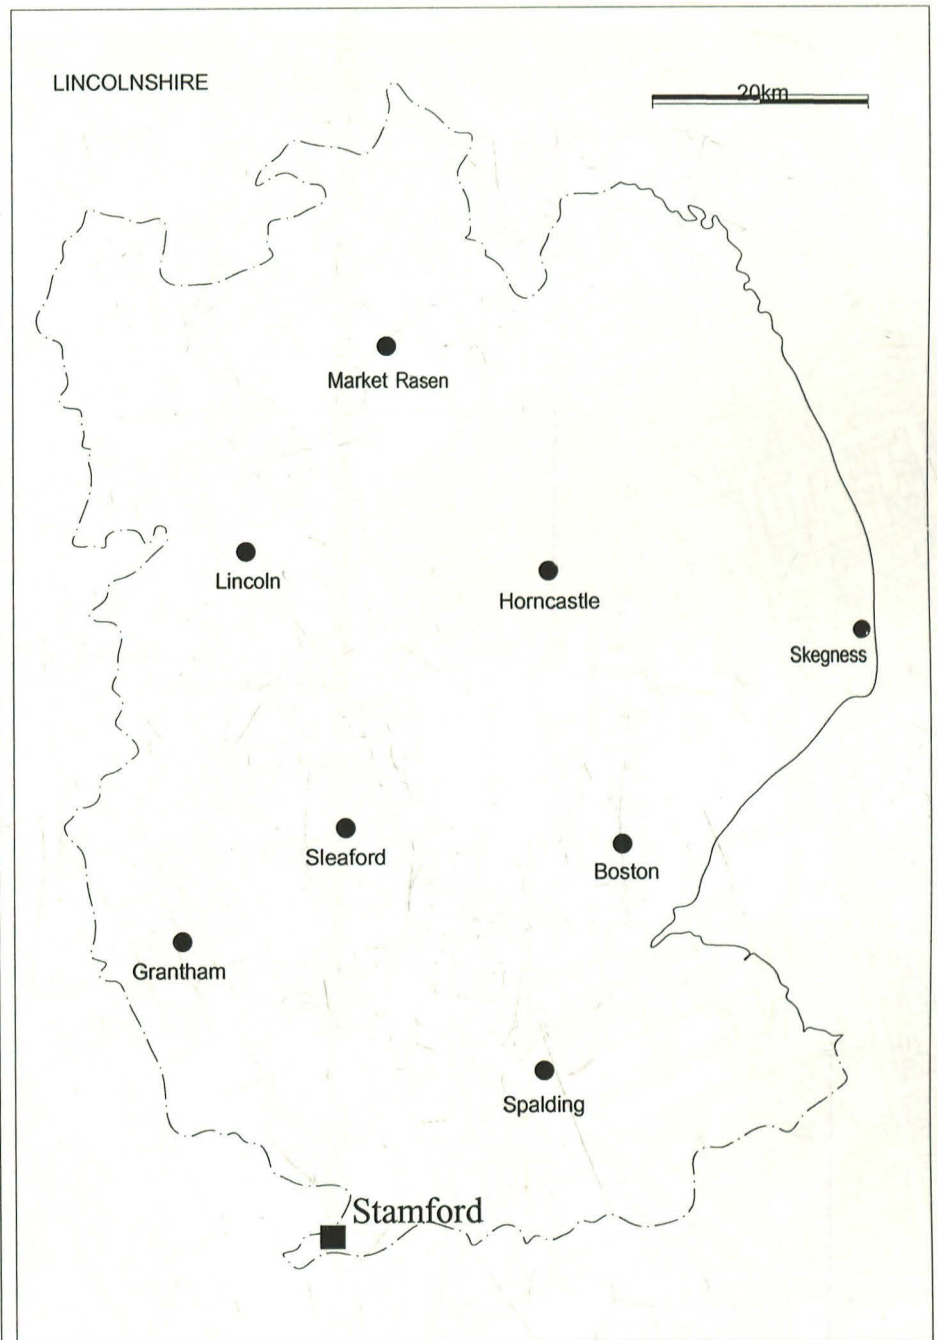 LINCOLNSHIRE
20km
Market Rasen
Lincoln
Horncastle
Skegness
Sleaford
Boston
Grantham
Spalding
Stamford